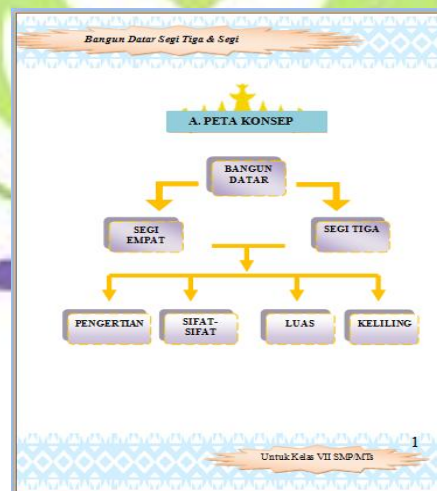 Bangun Datar Segi Tiga & Segi
A. PETA KONSEP
BANGUN
DATAR
SEGI
EMPAT
SEGI TIGA
PENGERTIAN
SIFAT-
SIFAT
LUAS
KELILING
1
Untuk Kelas VII SMP/MTs